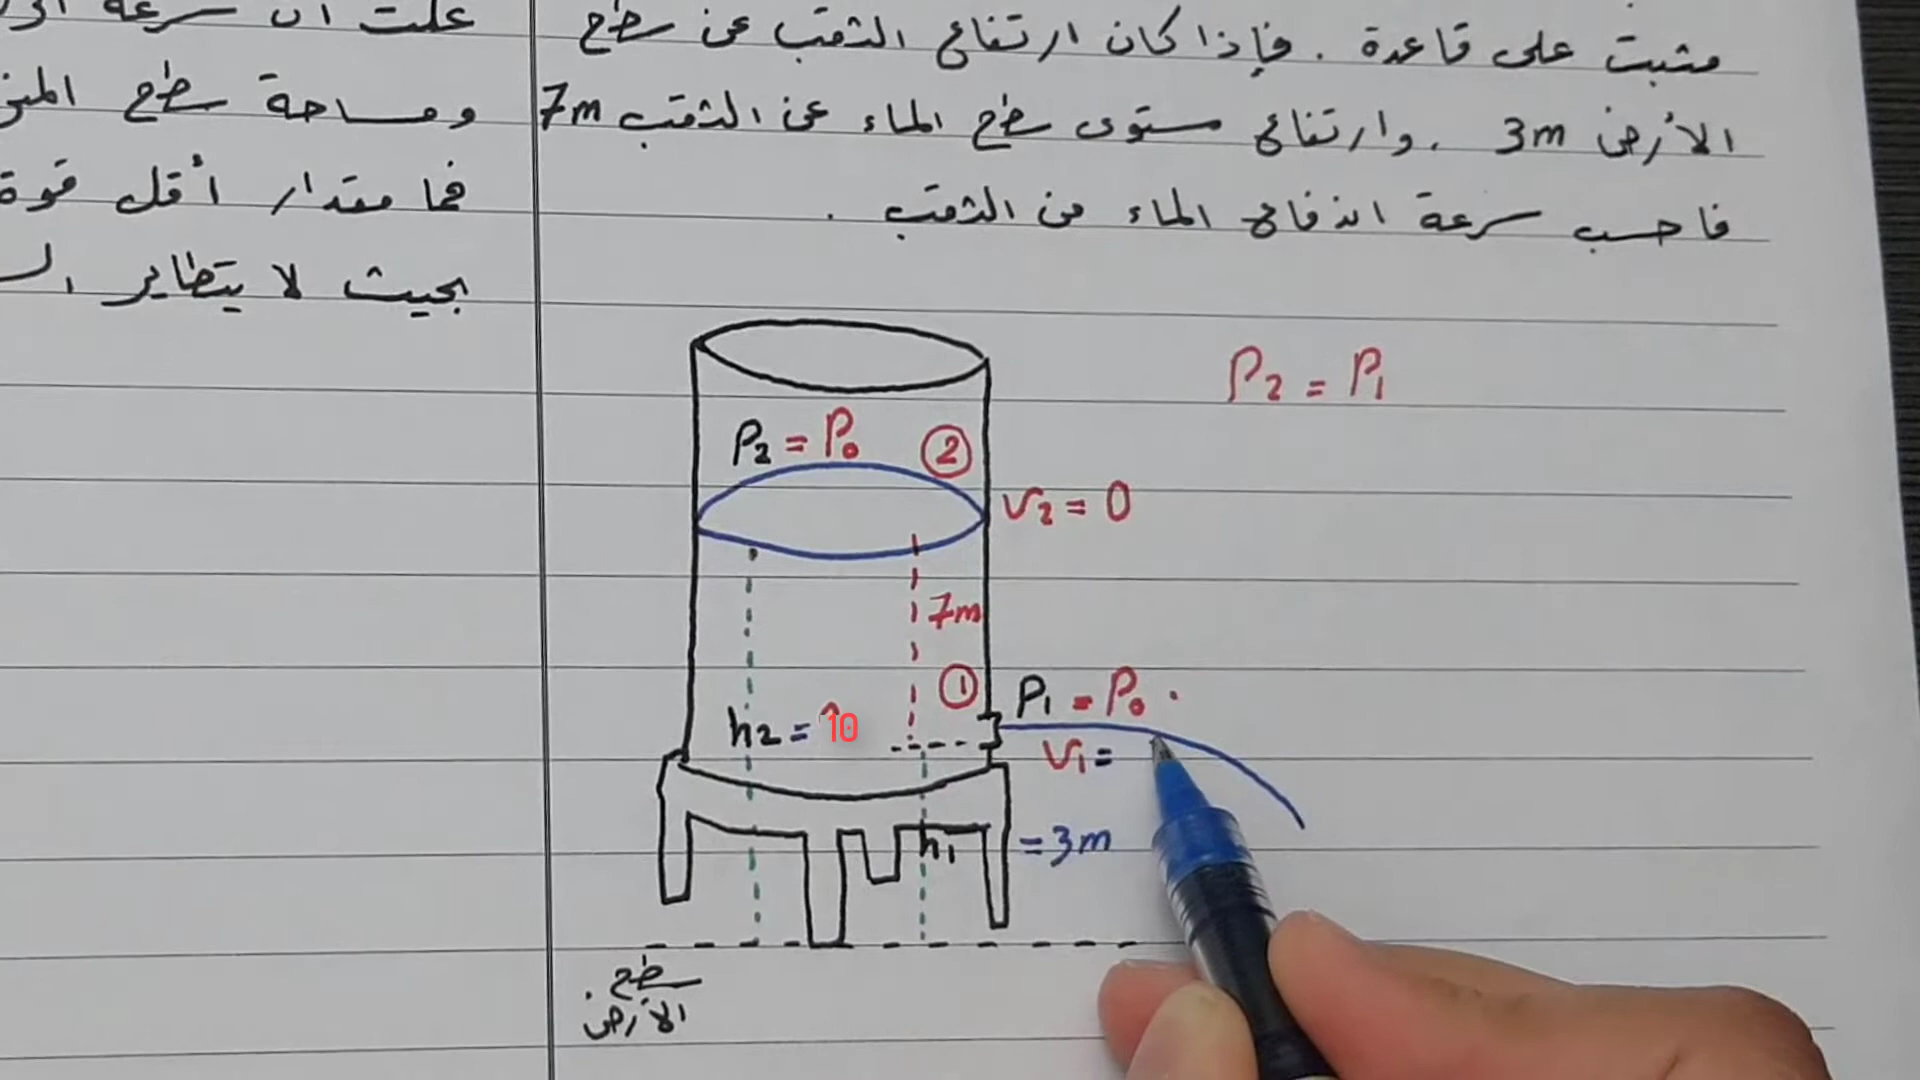 مثبت على قاعدة . فإذا كان ارتفاع الثقب عن سطح
الأرض 3m . وارتفاع مستوى سطح الماء عن الثقب 7m
فاحسب سرعة اندفاع الماء من الثقب .
علمت أن سرعة
ومساحة سطح
فما مقدار أقل قوة
بحيث لا يتطاير
P₂ = P₁
P₂ = P₀ ②
V₂ = 0
7m
① P₁ = P₀ .
h₂ = 10
V₁ =
h₁ = 3m
سطح .
الأرض